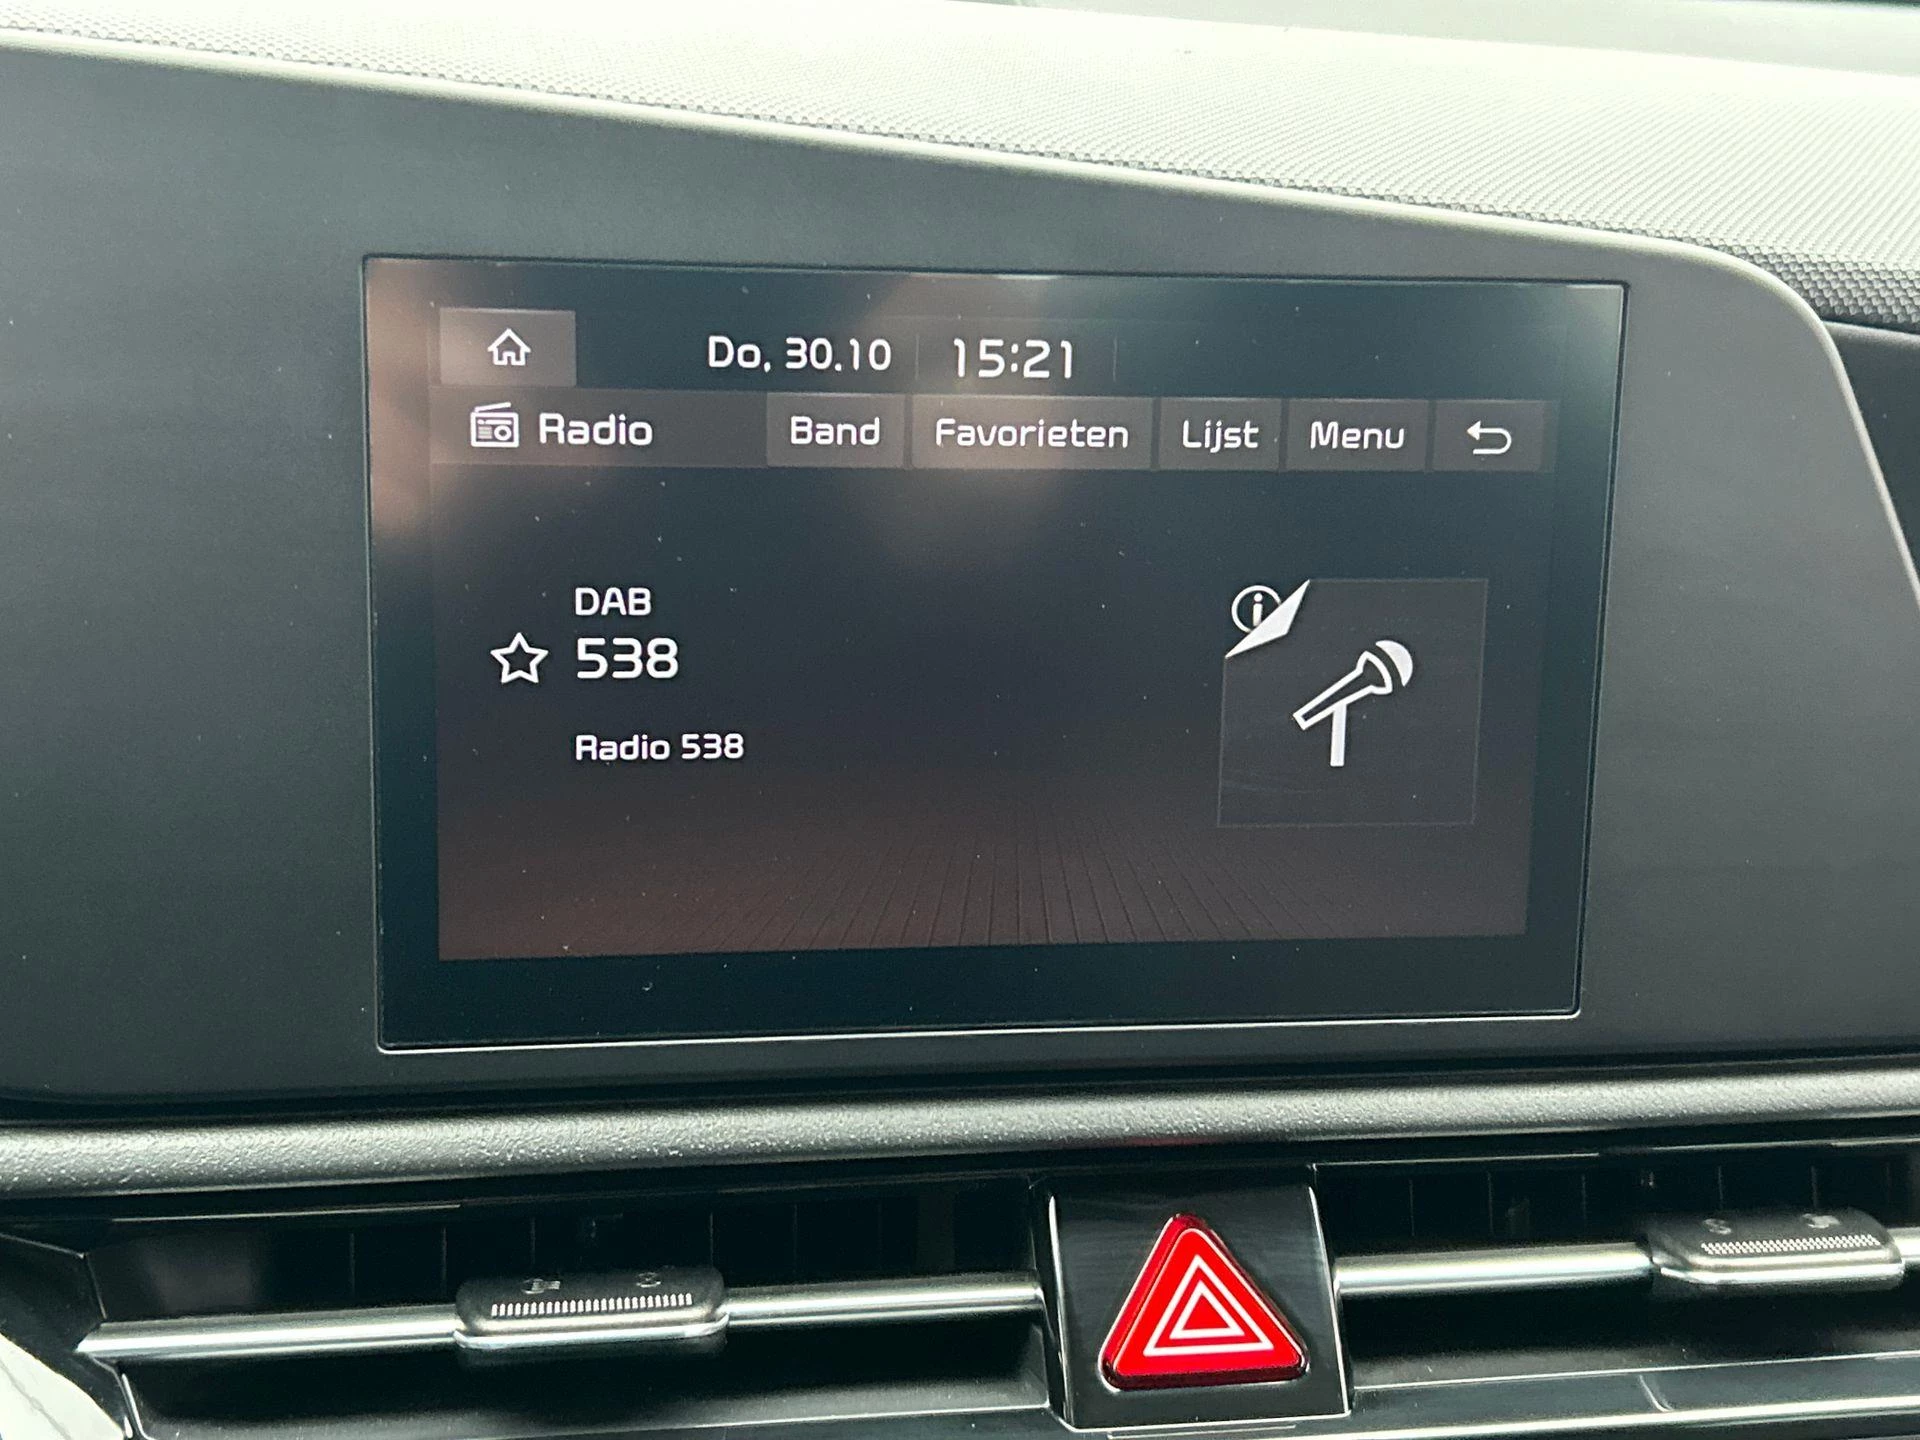 Do, 30.10 15:21
Radio Band Favorieten Lijst Menu
DAB
538
Radio 538